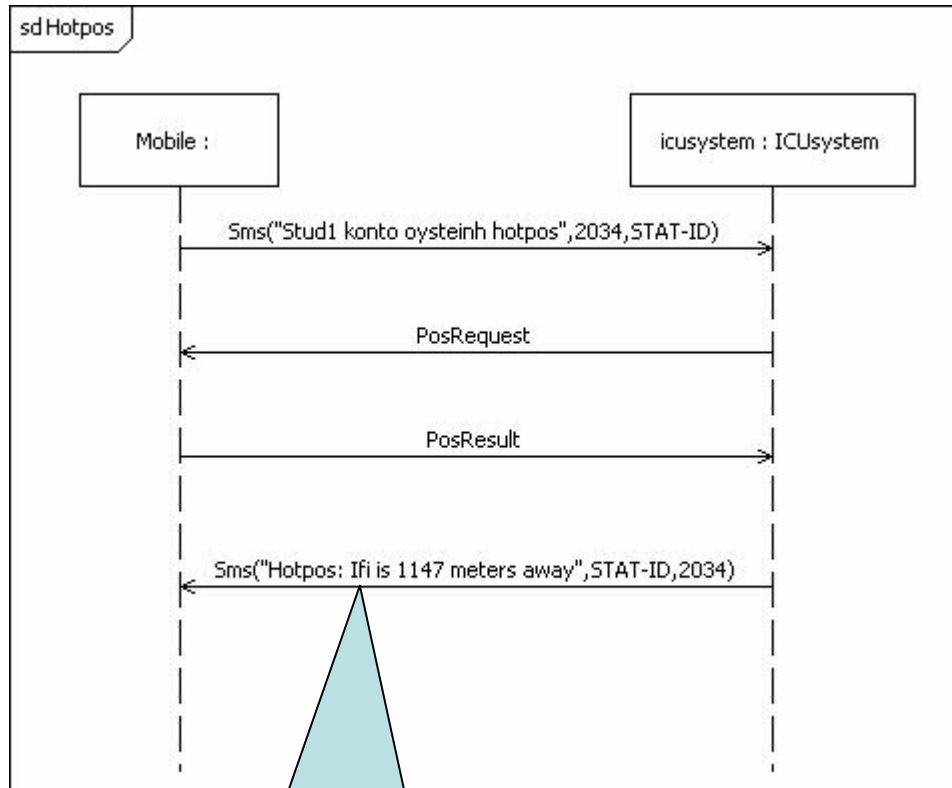 sd Hotpos
Mobile :
icusystem : ICUsystem
Sms("Stud1 konto oysteinh hotpos",2034,STAT-ID)
PosRequest
PosResult
Sms("Hotpos: Ifi is 1147 meters away",STAT-ID,2034)